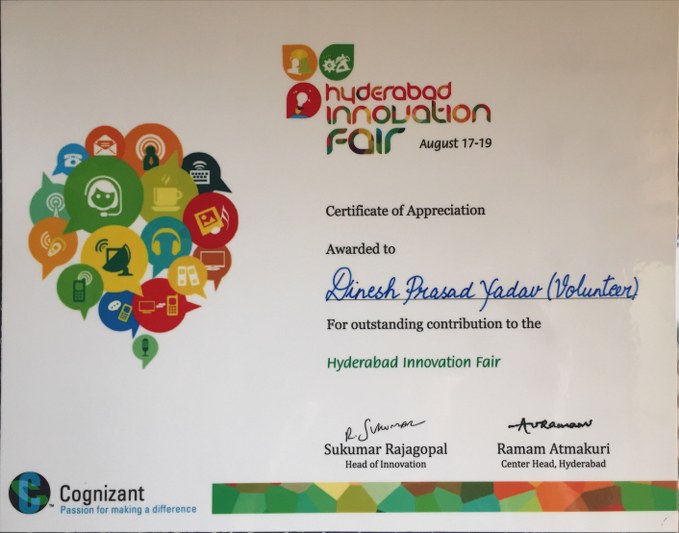 hyderabad
innovation
fair August 17-19
Certificate of Appreciation
Awarded to
Dinesh Prasad Yadav (Volunteer)
For outstanding contribution to the
Hyderabad Innovation Fair
R. Sukumar
AVRamam
Sukumar Rajagopal
Head of Innovation
Ramam Atmakuri
Center Head, Hyderabad
Cognizant
Passion for making a difference
TM